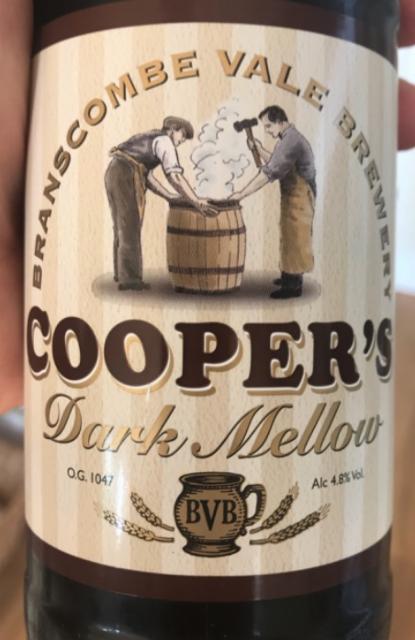 BRANSCOMBE VALE BREWERY
COOPER'S
Dark Mellow
O.G. 1047
Alc 4.8% Vol.
BVB